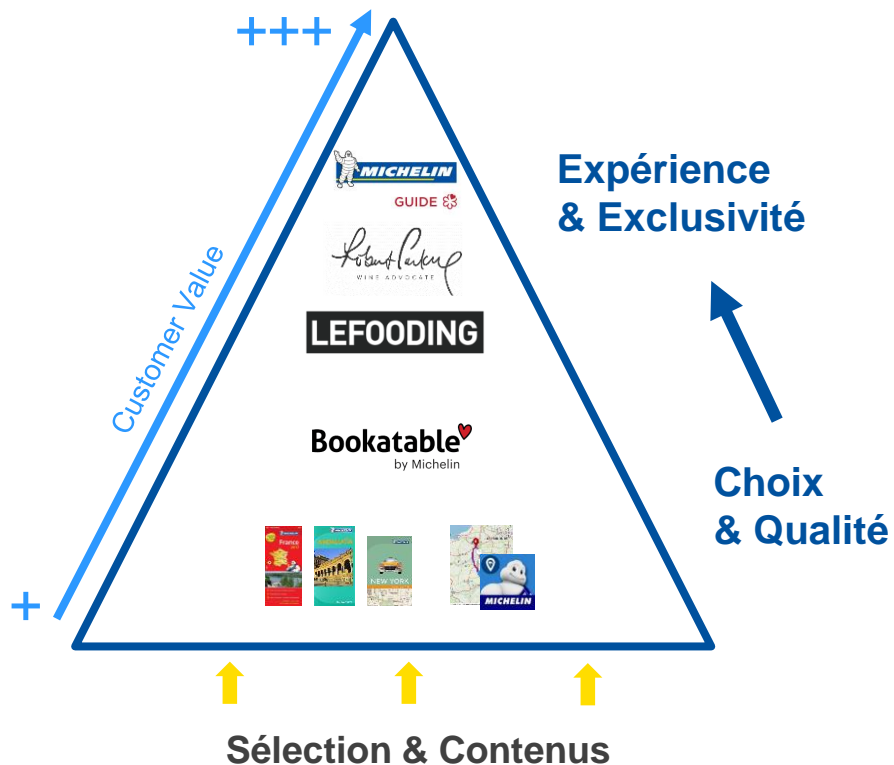 +++
MICHELIN
GUIDE
Expérience
& Exclusivité
Robert Parker
WINE ADVOCATE
LEFOODING
Customer Value
Bookatable
by Michelin
Choix
& Qualité
France
NEW YORK
MICHELIN
+
Sélection & Contenus